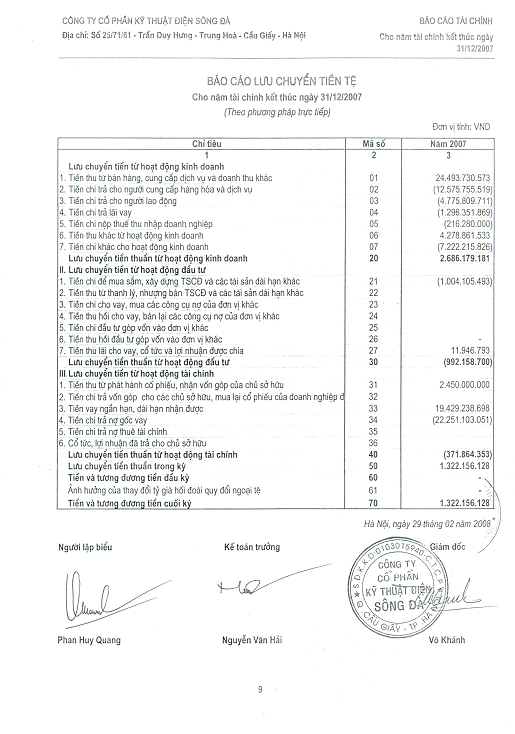 CÔNG TY CỔ PHẦN KỸ THUẬT ĐIỆN SÔNG ĐÀ
BÁO CÁO TÀI CHÍNH
Địa chỉ: Số 25/71/61 - Trần Duy Hưng - Trung Hoà - Cầu Giấy - Hà Nội
Cho năm tài chính kết thúc ngày
31/12/2007
BÁO CÁO LƯU CHUYỂN TIỀN TỆ
Cho năm tài chính kết thúc ngày 31/12/2007
(Theo phương pháp trực tiếp)
Đơn vị tính: VND
Chỉ tiêu Mã số Năm 2007
1 2 3
Lưu chuyển tiền từ hoạt động kinh doanh
1. Tiền thu từ bán hàng, cung cấp dịch vụ và doanh thu khác 01 24.493.730.573
2. Tiền chi trả cho người cung cấp hàng hóa và dịch vụ 02 (12.575.755.519)
3. Tiền chi trả cho người lao động 03 (4.775.809.711)
4. Tiền chi trả lãi vay 04 (1.296.351.869)
5. Tiền chi nộp thuế thu nhập doanh nghiệp 05 (216.280.000)
6. Tiền thu khác từ hoạt động kinh doanh 06 4.278.861.533
7. Tiền chi khác cho hoạt động kinh doanh 07 (7.222.215.826)
Lưu chuyển tiền thuần từ hoạt động kinh doanh 20 2.686.179.181
II. Lưu chuyển tiền từ hoạt động đầu tư
1. Tiền chi để mua sắm, xây dựng TSCĐ và các tài sản dài hạn khác 21 (1.004.105.493)
2. Tiền thu từ thanh lý, nhượng bán TSCĐ và các tài sản dài hạn khác 22
3. Tiền chi cho vay, mua các công cụ nợ của đơn vị khác 23
4. Tiền thu hồi cho vay, bán lại các công cụ nợ của đơn vị khác 24
5. Tiền chi đầu tư góp vốn vào đơn vị khác 25
6. Tiền thu hồi đầu tư góp vốn vào đơn vị khác 26 -
7. Tiền thu lãi cho vay, cổ tức và lợi nhuận được chia 27 11.946.793
Lưu chuyển tiền thuần từ hoạt động đầu tư 30 (992.158.700)
III. Lưu chuyển tiền từ hoạt động tài chính
1. Tiền thu từ phát hành cổ phiếu, nhận vốn góp của chủ sở hữu 31 2.450.000.000
2. Tiền chi trả vốn góp cho các chủ sở hữu, mua lại cổ phiếu của doanh nghiệp đ 32
3. Tiền vay ngắn hạn, dài hạn nhận được 33 19.429.238.698
4. Tiền chi trả nợ gốc vay 34 (22.251.103.051)
5. Tiền chi trả nợ thuê tài chính 35
6. Cổ tức, lợi nhuận đã trả cho chủ sở hữu 36
Lưu chuyển tiền thuần từ hoạt động tài chính 40 (371.864.353)
Lưu chuyển tiền thuần trong kỳ 50 1.322.156.128
Tiền và tương đương tiền đầu kỳ 60 -
Ảnh hưởng của thay đổi tỷ giá hối đoái quy đổi ngoại tệ 61 -
Tiền và tương đương tiền cuối kỳ 70 1.322.156.128
Hà Nội, ngày 29 tháng 02 năm 2008
Người lập biểu Kế toán trưởng Giám đốc
S.Đ.K.K.D:0103015940-C.T.C.P
CÔNG TY
CỔ PHẦN
KỸ THUẬT ĐIỆN
SÔNG ĐÀ
Q. CẦU GIẤY - TP. HÀ NỘI
Phan Huy Quang Nguyễn Văn Hải Võ Khánh
9